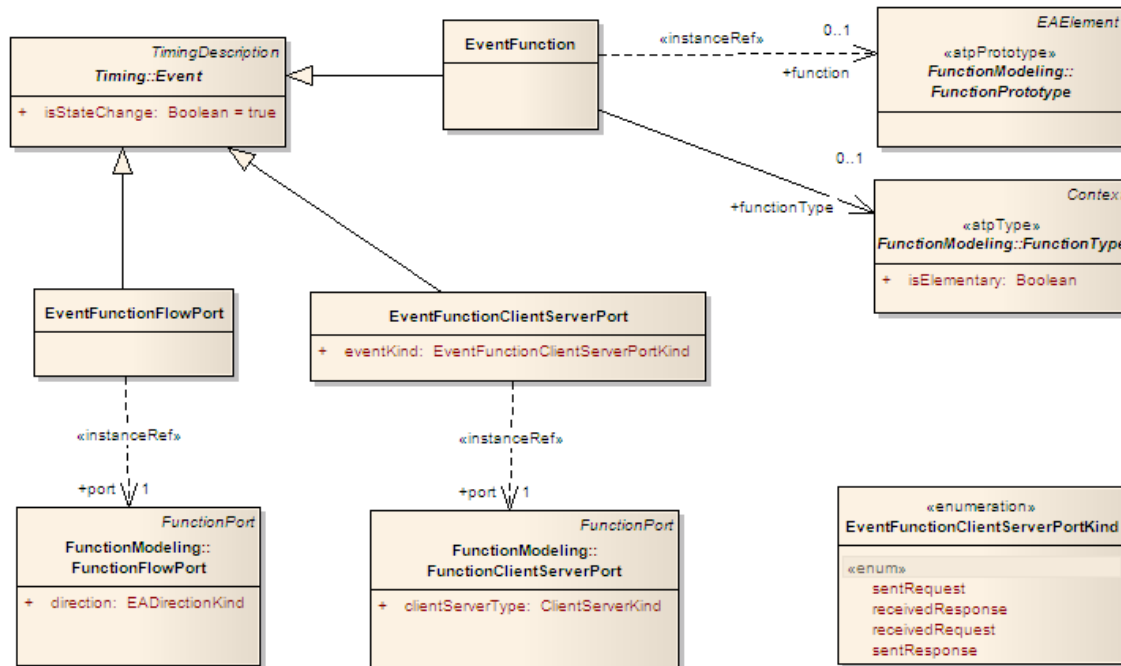 TimingDescription
Timing::Event
+ isStateChange: Boolean = true
EventFunction
«instanceRef»
0..1
+function
EAElement
«atpPrototype»
FunctionModeling::
FunctionPrototype
0..1
+functionType
Context
«atpType»
FunctionModeling::FunctionType
+ isElementary: Boolean
EventFunctionFlowPort
EventFunctionClientServerPort
+ eventKind: EventFunctionClientServerPortKind
«instanceRef»
+port 1
«instanceRef»
+port 1
FunctionPort
FunctionModeling::
FunctionFlowPort
+ direction: EADirectionKind
FunctionPort
FunctionModeling::
FunctionClientServerPort
+ clientServerType: ClientServerKind
«enumeration»
EventFunctionClientServerPortKind
«enum»
sentRequest
receivedResponse
receivedRequest
sentResponse